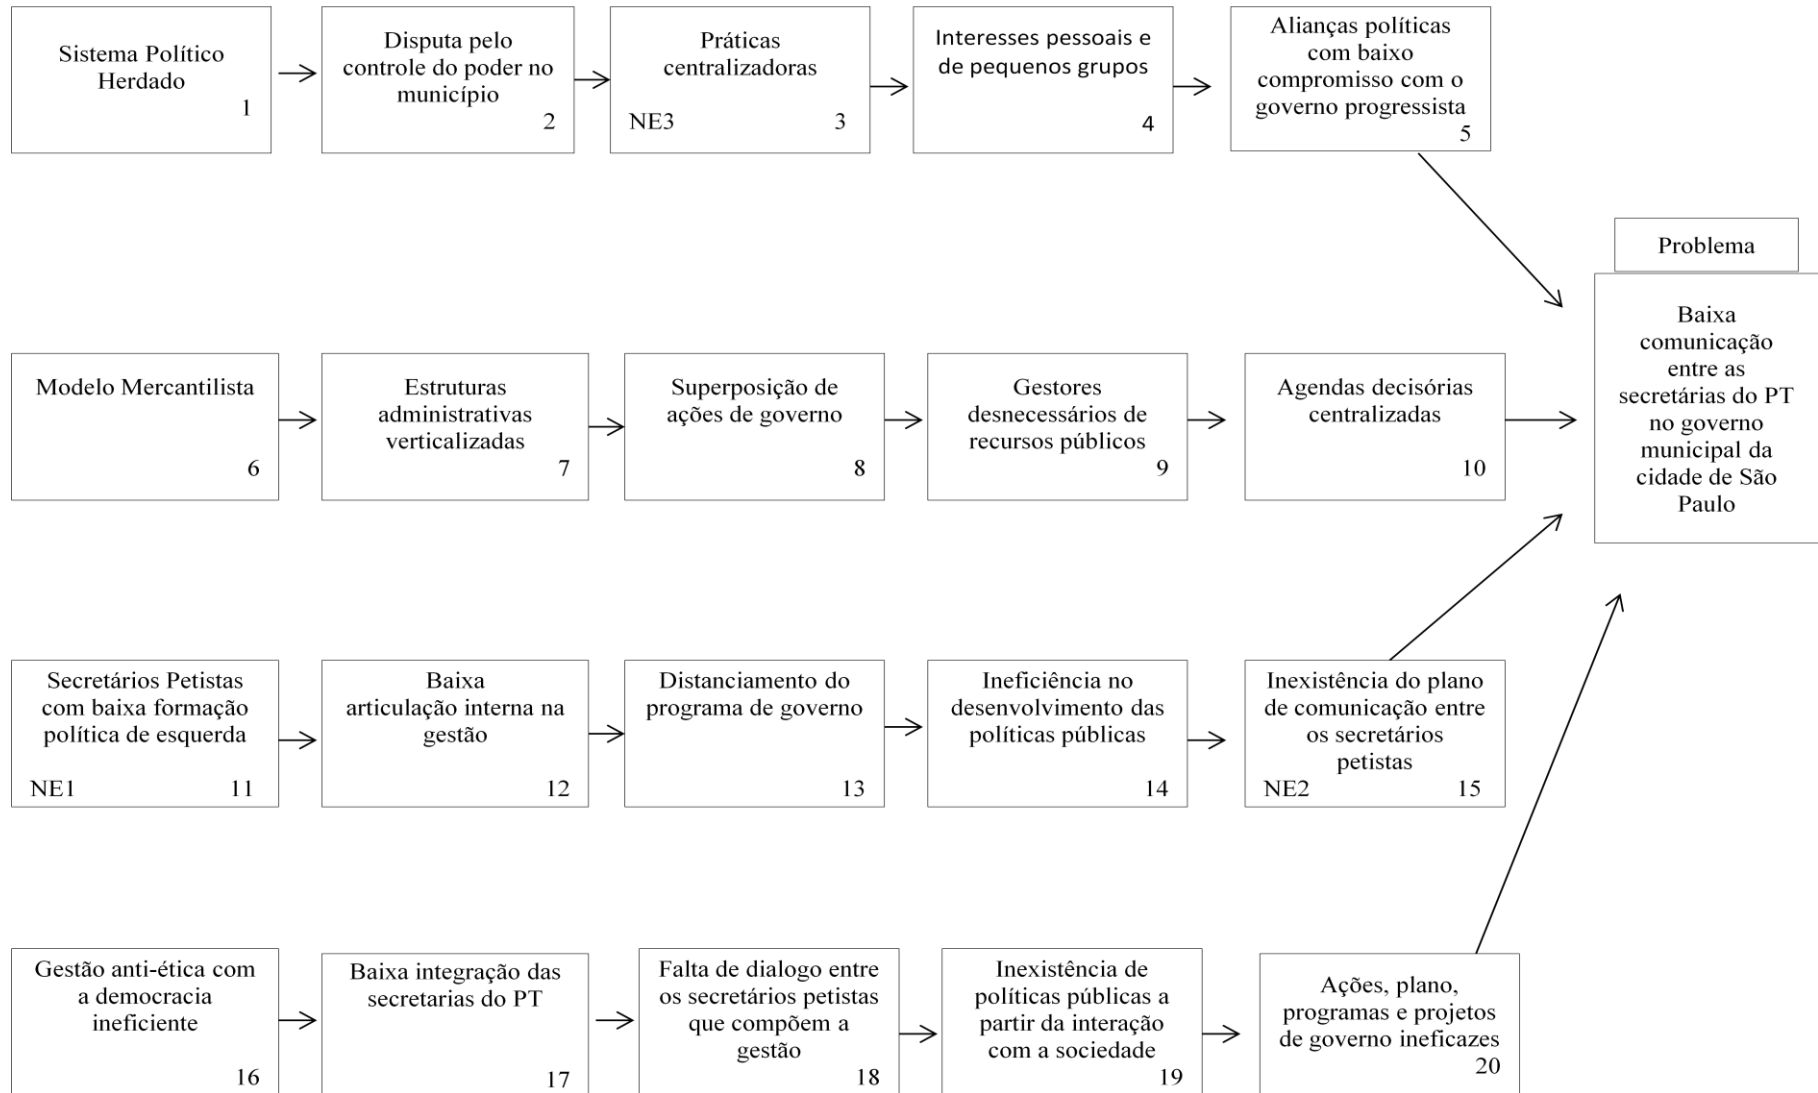 Sistema Político
Herdado
1
Disputa pelo
controle do poder no
município
2
Práticas
centralizadoras
NE3 3
Interesses pessoais e
de pequenos grupos
4
Alianças políticas
com baixo
compromisso com o
governo progressista
5
Problema
Baixa
comunicação
entre as
secretárias do PT
no governo
municipal da
cidade de São
Paulo
Modelo Mercantilista
6
Estruturas
administrativas
verticalizadas
7
Superposição de
ações de governo
8
Gestores
desnecessários de
recursos públicos
9
Agendas decisórias
centralizadas
10
Secretários Petistas
com baixa formação
política de esquerda
NE1 11
Baixa
articulação interna na
gestão
12
Distanciamento do
programa de governo
13
Ineficiência no
desenvolvimento das
políticas públicas
14
Inexistência do plano
de comunicação entre
os secretários
petistas
NE2 15
Gestão anti-ética com
a democracia
ineficiente
16
Baixa integração das
secretarias do PT
17
Falta de dialogo entre
os secretários petistas
que compõem a
gestão
18
Inexistência de
políticas públicas a
partir da interação
com a sociedade
19
Ações, plano,
programas e projetos
de governo ineficazes
20